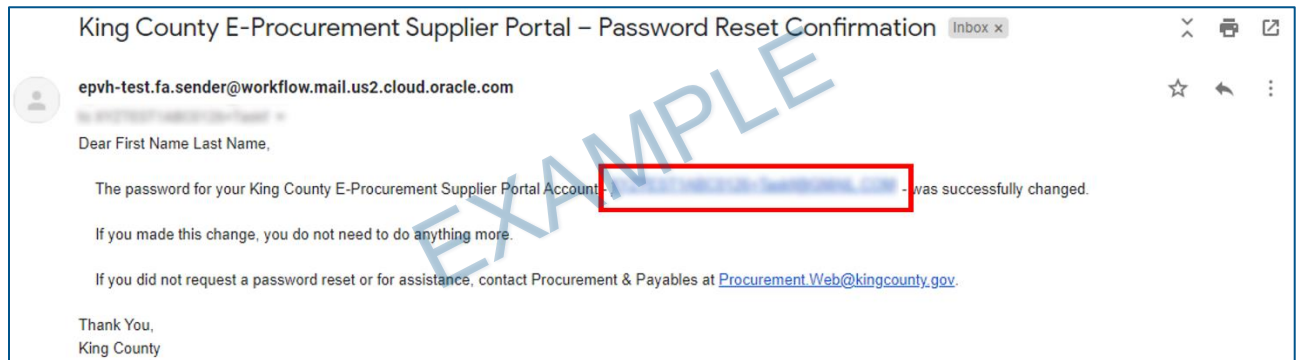 King County E-Procurement Supplier Portal – Password Reset Confirmation Inbox x
epvh-test.fa.sender@workflow.mail.us2.cloud.oracle.com
Dear First Name Last Name,
The password for your King County E-Procurement Supplier Portal Account - - was successfully changed.
If you made this change, you do not need to do anything more.
If you did not request a password reset or for assistance, contact Procurement & Payables at Procurement.Web@kingcounty.gov.
Thank You,
King County
EXAMPLE